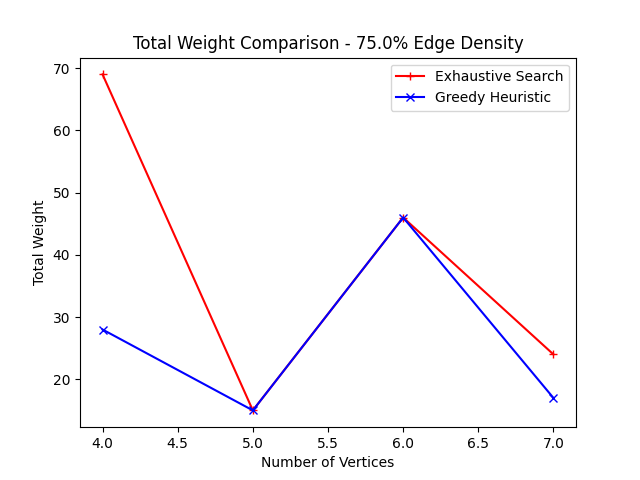 Total Weight Comparison - 75.0% Edge Density
Exhaustive Search
Greedy Heuristic
Total Weight
70
60
50
40
30
20
4.0 4.5 5.0 5.5 6.0 6.5 7.0
Number of Vertices